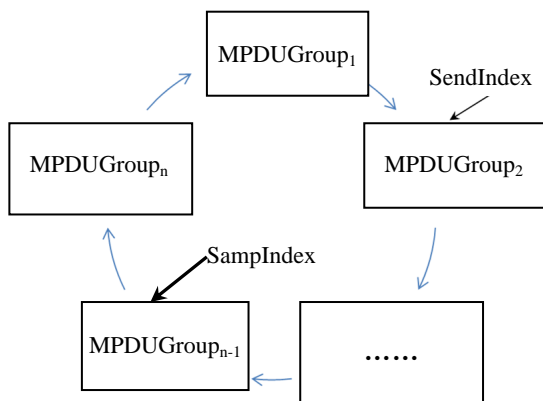 MPDUGroup₁
SendIndex
MPDUGroupₙ
MPDUGroup₂
SampIndex
MPDUGroupₙ₋₁
……